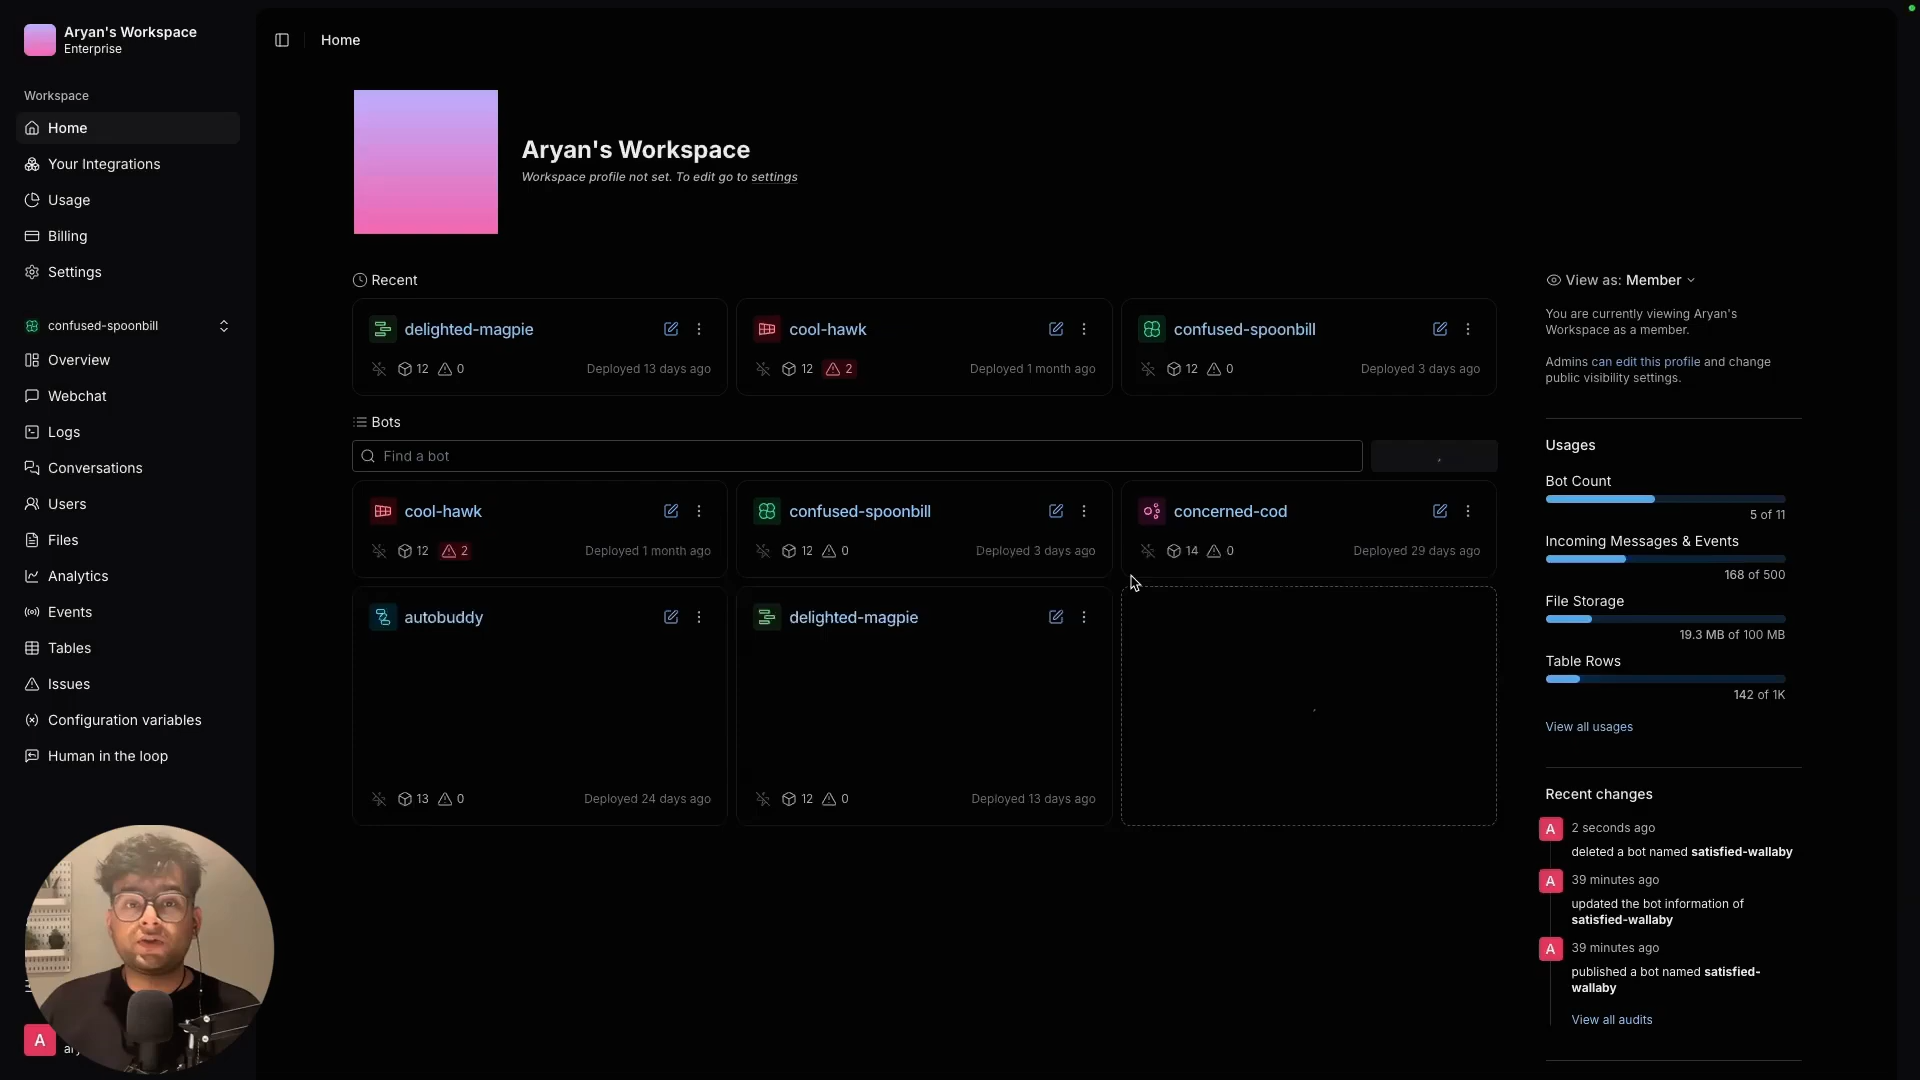 Aryan's Workspace
Enterprise
Workspace
Home
Your Integrations
Usage
Billing
Settings
confused-spoonbill
Overview
Webchat
Logs
Conversations
Users
Files
Analytics
Events
Tables
Issues
Configuration variables
Human in the loop
A
Home
Aryan's Workspace
Workspace profile not set. To edit go to settings
Recent
delighted-magpie
12 0 Deployed 13 days ago
cool-hawk
12 2 Deployed 1 month ago
confused-spoonbill
12 0 Deployed 3 days ago
Bots
Find a bot
cool-hawk
12 2 Deployed 1 month ago
confused-spoonbill
12 0 Deployed 3 days ago
concerned-cod
14 0 Deployed 29 days ago
autobuddy
13 0 Deployed 24 days ago
delighted-magpie
12 0 Deployed 13 days ago
View as: Member
You are currently viewing Aryan's
Workspace as a member.
Admins can edit this profile and change
public visibility settings.
Usages
Bot Count
5 of 11
Incoming Messages & Events
168 of 500
File Storage
19.3 MB of 100 MB
Table Rows
142 of 1K
View all usages
Recent changes
A 2 seconds ago
deleted a bot named satisfied-wallaby
A 39 minutes ago
updated the bot information of
satisfied-wallaby
A 39 minutes ago
published a bot named satisfied-
wallaby
View all audits